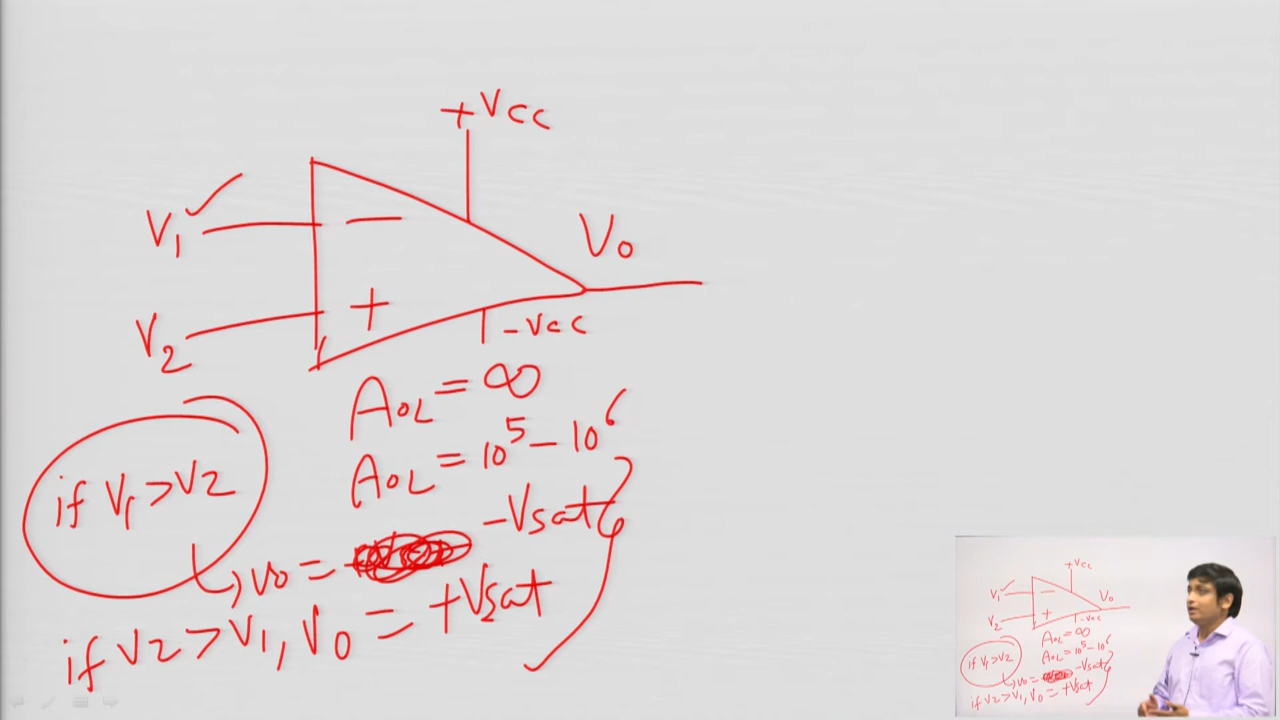 +Vcc
V1
−
V0
V2
+
-Vcc
AOL = ∞
AOL = 10^5 - 10^6
if V1 > V2
-Vsat
↳ V0 =
if V2 > V1, V0 = +Vsat